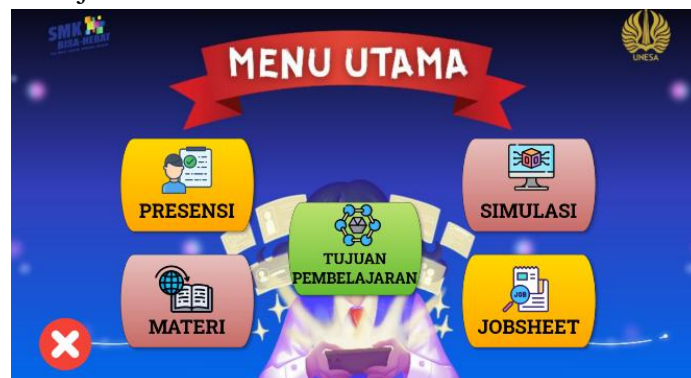 SMK
BISA-HEBAT
UNESA
MENU UTAMA
PRESENSI
SIMULASI
TUJUAN
PEMBELAJARAN
MATERI
JOB
JOBSHEET